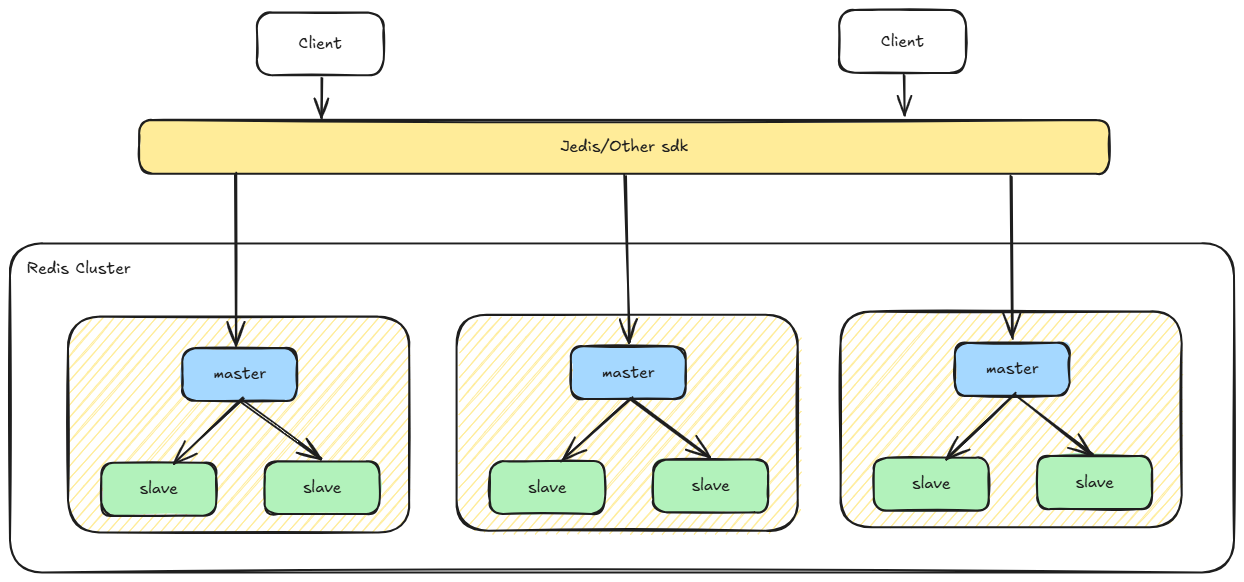 Client
Client
Jedis/Other sdk
Redis Cluster
master
master
master
slave
slave
slave
slave
slave
slave